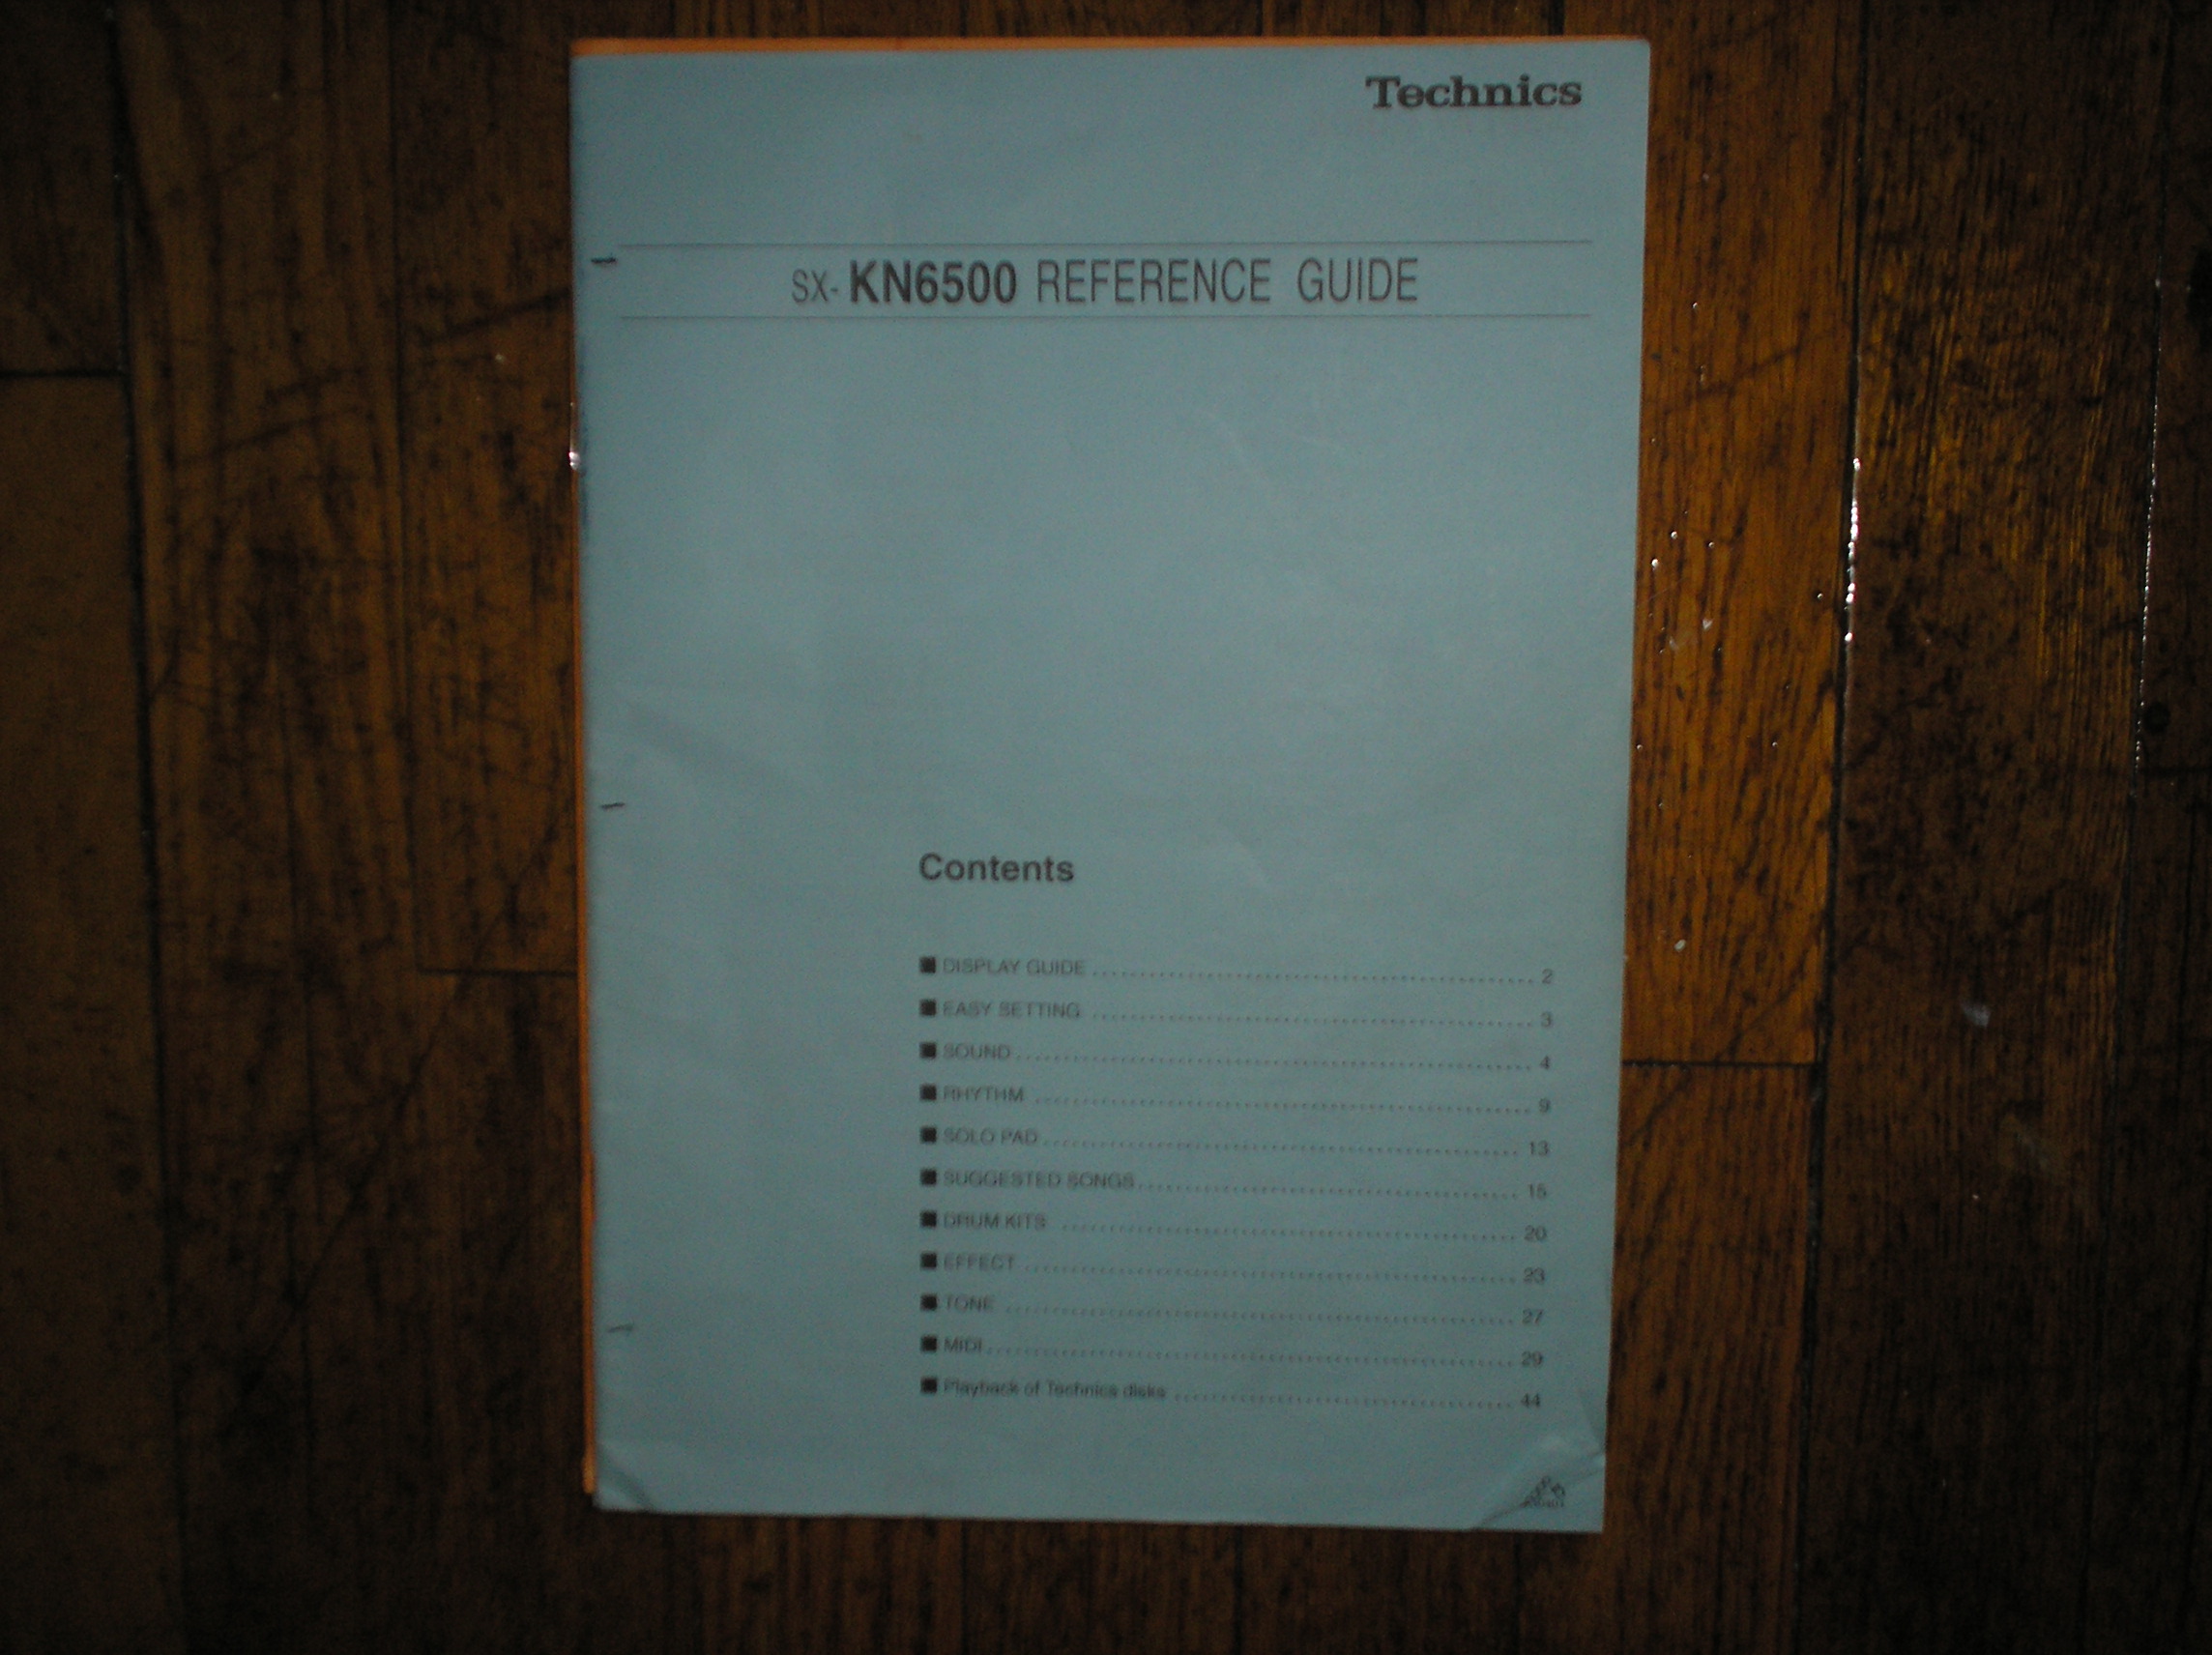 Technics
SX- KN6500 REFERENCE GUIDE
Contents
■ DISPLAY GUIDE ........ 2
■ EASY SETTING ........ 3
■ SOUND ........ 4
■ RHYTHM ........ 9
■ SOLO PAD ........ 13
■ SUGGESTED SONGS ........ 15
■ DRUM KITS ........ 20
■ EFFECT ........ 23
■ TONE ........ 27
■ MIDI ........ 29
■ Playback of Technics disks ........ 44